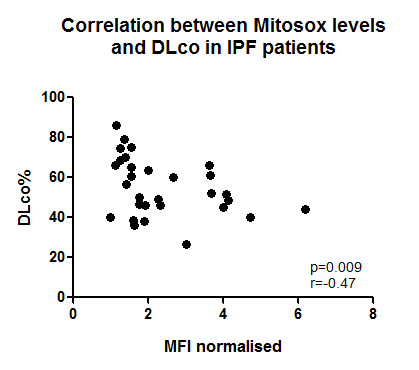 Correlation between Mitosox levels
and DLco in IPF patients
100
80
60
40
20
0
DLco%
p=0.009
r=-0.47
0 2 4 6 8
MFI normalised